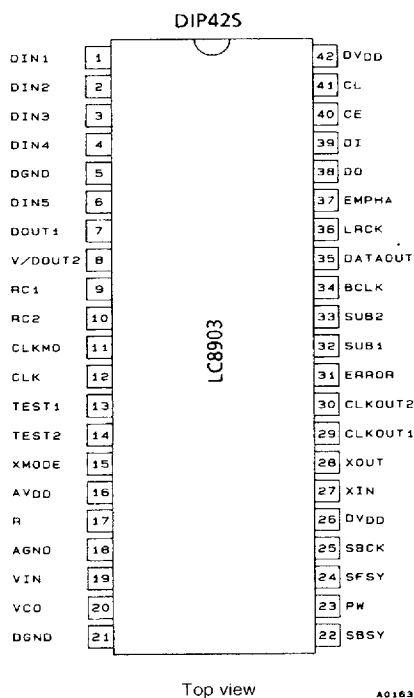 DIP42S
DIN1 1 42 DVDD
DIN2 2 41 CL
DIN3 3 40 CE
DIN4 4 39 DI
DGND 5 38 DO
DIN5 6 37 EMPHA
DOUT1 7 36 LRCK
V/DOUT2 8 35 DATAOUT
RC1 9 34 BCLK
RC2 10 33 SUB2
CLKMO 11 32 SUB1
CLK 12 31 ERROR
TEST1 13 30 CLKOUT2
TEST2 14 29 CLKOUT1
XMODE 15 28 XOUT
AVDD 16 27 XIN
R 17 26 DVDD
AGND 18 25 SBCK
VIN 19 24 SFSY
VCO 20 23 PW
DGND 21 22 SBSY
LC8903
Top view
A0163